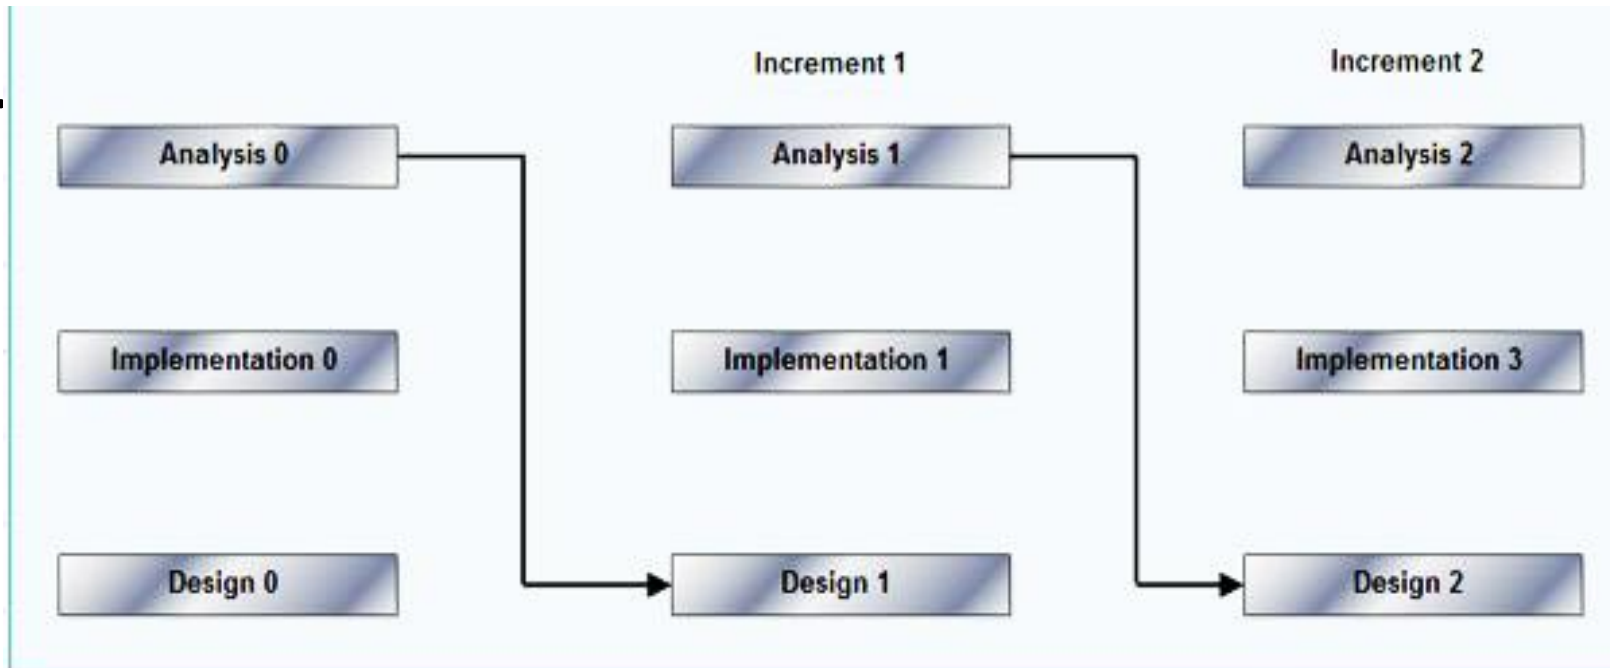 Increment 1
Increment 2
Analysis 0
Analysis 1
Analysis 2
Implementation 0
Implementation 1
Implementation 3
Design 0
Design 1
Design 2